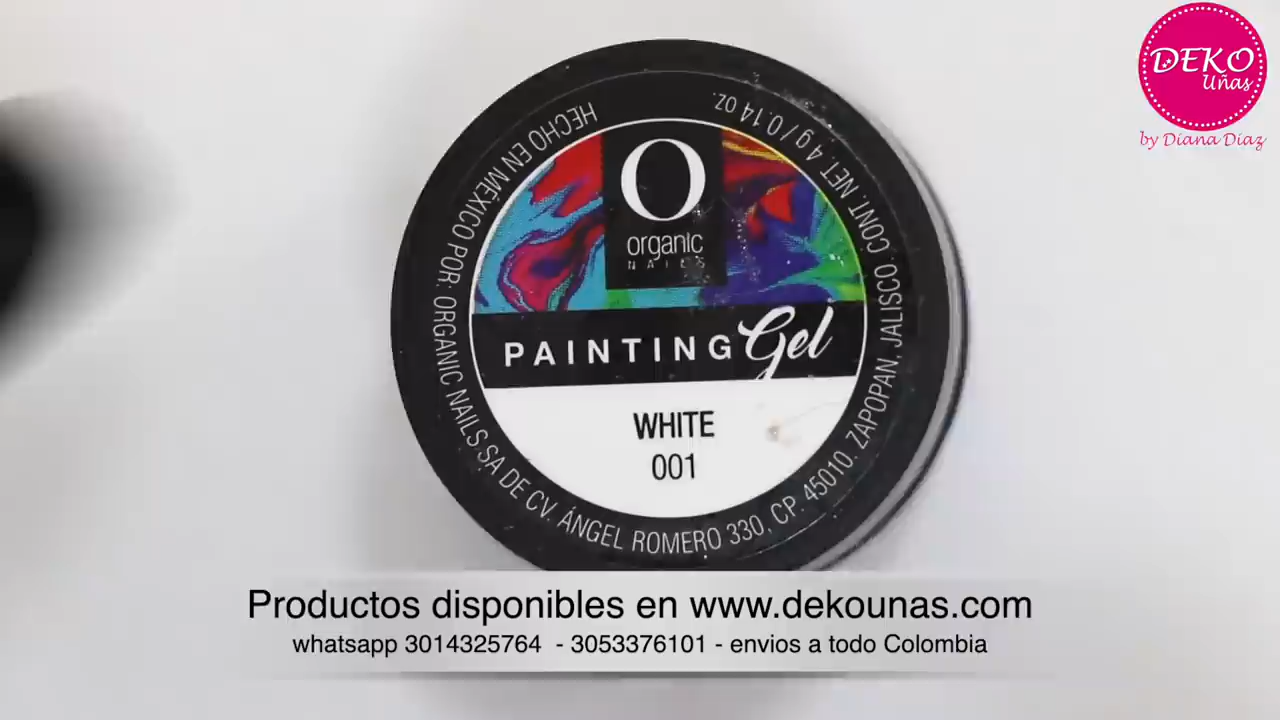 DEKO
Uñas
by Diana Diaz
HECHO EN MÉXICO POR: ORGANIC NAILS SA DE CV. ÁNGEL ROMERO 330, CP. 45010. ZAPOPAN, JALISCO CONT. NET. 4 g / 0.14 OZ.
O
organic
NAILS
PAINTING Gel
WHITE
001
Productos disponibles en www.dekounas.com
whatsapp 3014325764 - 3053376101 - envios a todo Colombia